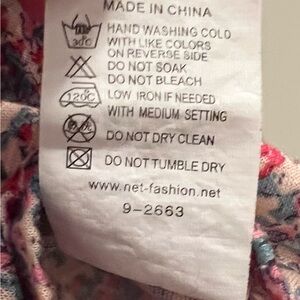 MADE IN CHINA
HAND WASHING COLD
30C
WITH LIKE COLORS
ON REVERSE SIDE
DO NOT SOAK
DO NOT BLEACH
120C
LOW IRON IF NEEDED
WITH MEDIUM SETTING
DO NOT DRY CLEAN
DO NOT TUMBLE DRY
www.net-fashion.net
9-2663